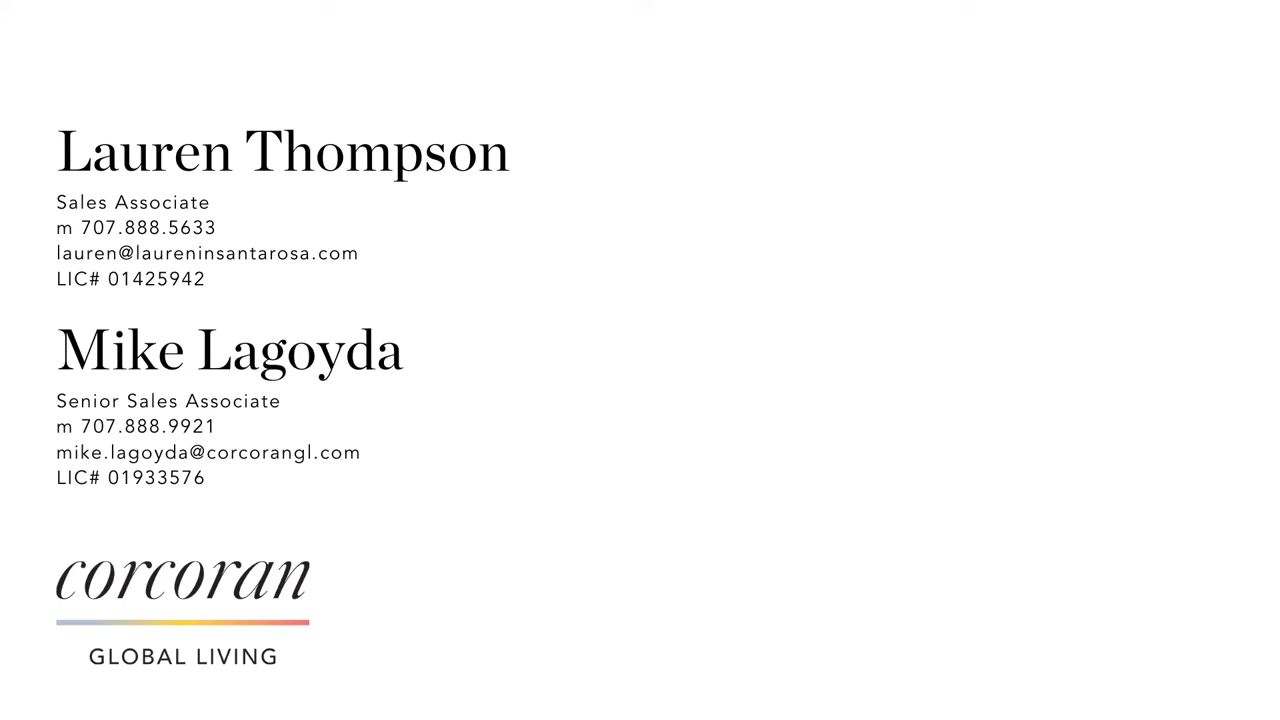 Lauren Thompson
Sales Associate
m 707.888.5633
lauren@laureninsantarosa.com
LIC# 01425942
Mike Lagoyda
Senior Sales Associate
m 707.888.9921
mike.lagoyda@corcorangl.com
LIC# 01933576
corcoran
GLOBAL LIVING